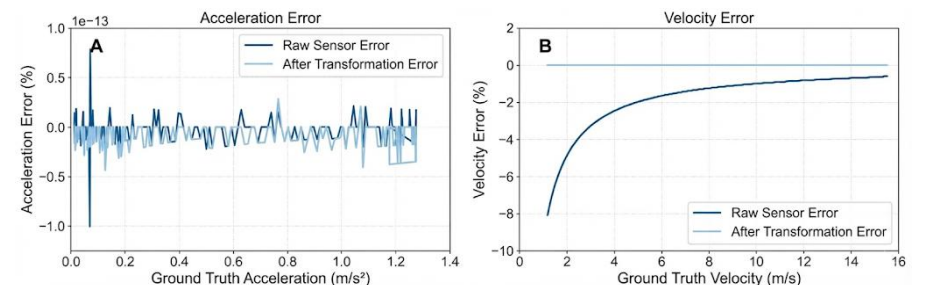 Acceleration Error
1e−13
A
Raw Sensor Error
After Transformation Error
Acceleration Error (%)
1.0
0.5
0.0
−0.5
−1.0
0.0 0.2 0.4 0.6 0.8 1.0 1.2 1.4
Ground Truth Acceleration (m/s²)
Velocity Error
B
Velocity Error (%)
2
0
−2
−4
−6
−8
−10
Raw Sensor Error
After Transformation Error
0 2 4 6 8 10 12 14 16
Ground Truth Velocity (m/s)